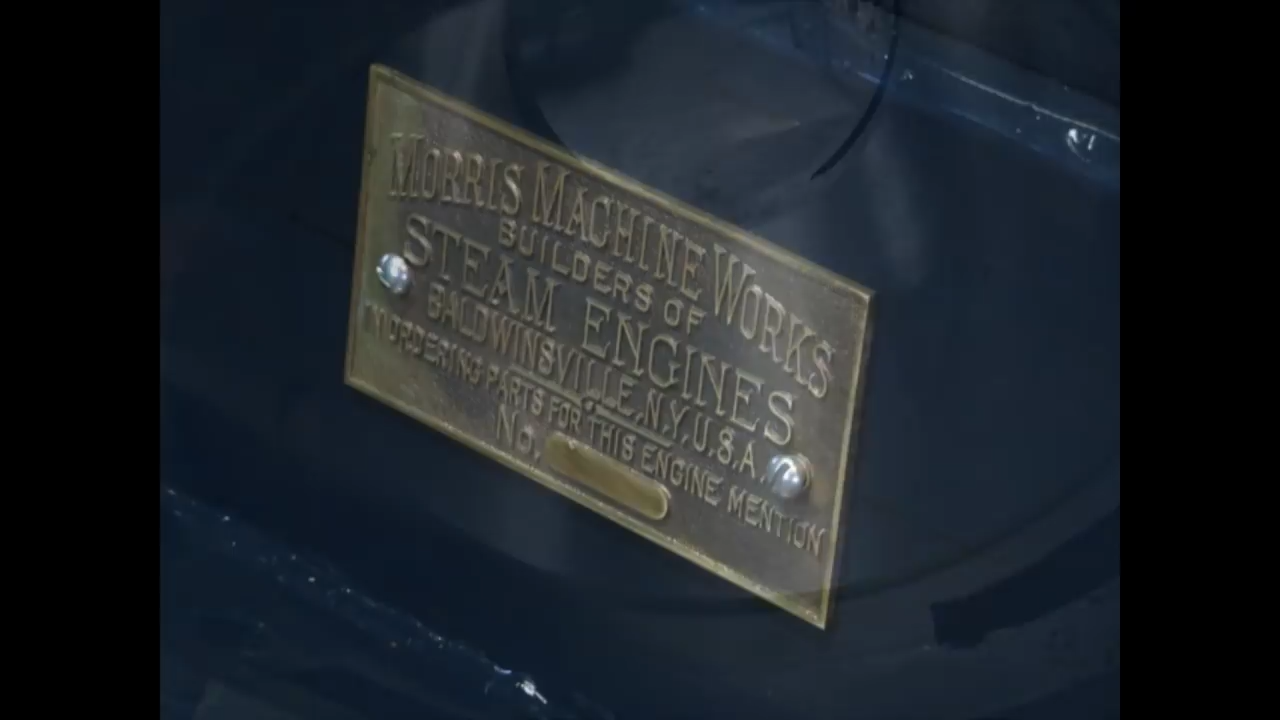 MORRIS MACHINE WORKS
BUILDERS OF
STEAM ENGINES
BALDWINSVILLE, N.Y., U.S.A.
IN ORDERING PARTS FOR THIS ENGINE MENTION
No.